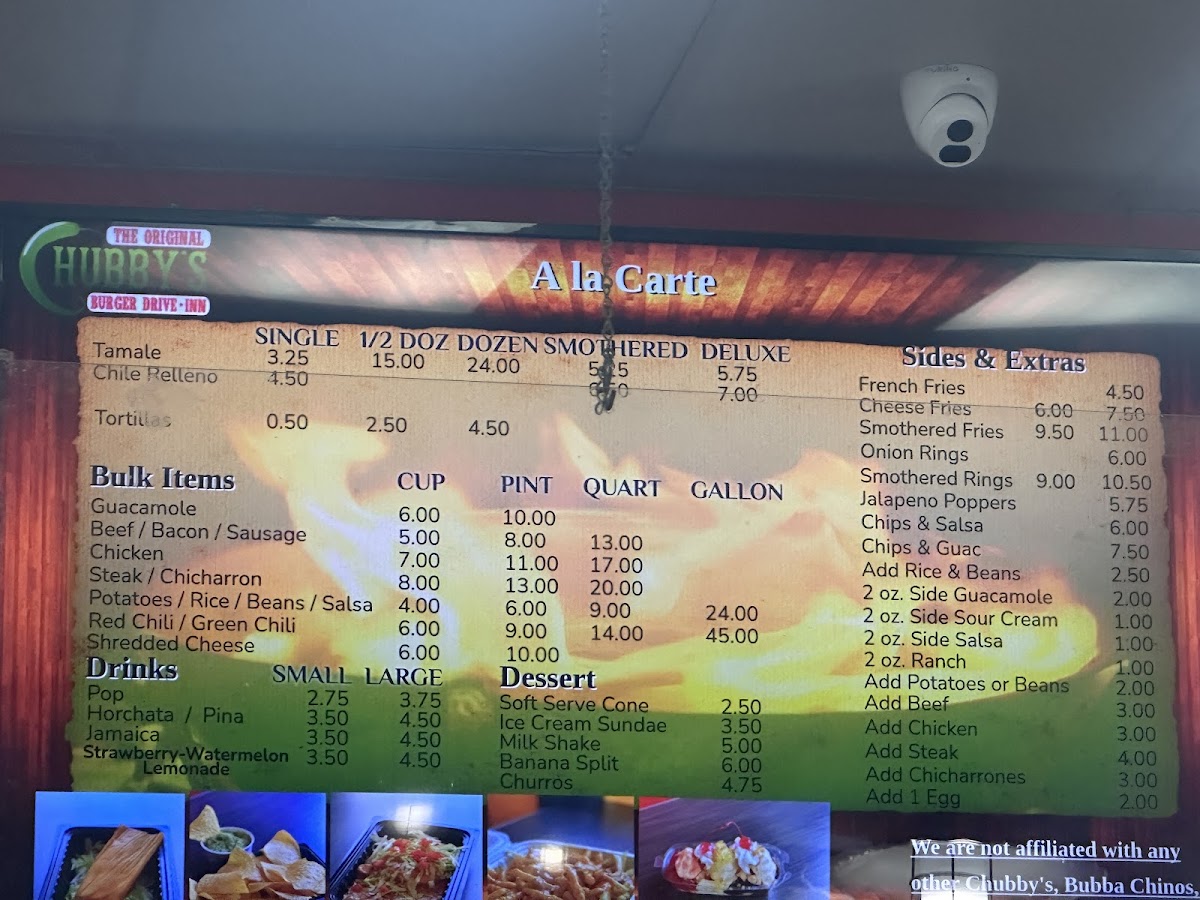 THE ORIGINAL
CHUBBY'S
BURGER DRIVE-INN
A la Carte
SINGLE 1/2 DOZ DOZEN SMOTHERED DELUXE
Tamale 3.25 15.00 24.00 5.75
Chile Relleno 4.50 7.00
Tortillas 0.50 2.50 4.50
Bulk Items CUP PINT QUART GALLON
Guacamole 6.00 10.00
Beef / Bacon / Sausage 5.00 8.00 13.00
Chicken 7.00 11.00 17.00
Steak / Chicharron 8.00 13.00 20.00
Potatoes / Rice / Beans / Salsa 4.00 6.00 9.00 24.00
Red Chili / Green Chili 6.00 9.00 14.00 45.00
Shredded Cheese 6.00 10.00
Drinks SMALL LARGE
Pop 2.75 3.75
Horchata / Pina 3.50 4.50
Jamaica 3.50 4.50
Strawberry-Watermelon 3.50 4.50
Lemonade
Dessert
Soft Serve Cone 2.50
Ice Cream Sundae 3.50
Milk Shake 5.00
Banana Split 6.00
Churros 4.75
Sides & Extras
French Fries 4.50
Cheese Fries 6.00 7.50
Smothered Fries 9.50 11.00
Onion Rings 6.00
Smothered Rings 9.00 10.50
Jalapeno Poppers 5.75
Chips & Salsa 6.00
Chips & Guac 7.50
Add Rice & Beans 2.50
2 oz. Side Guacamole 2.00
2 oz. Side Sour Cream 1.00
2 oz. Side Salsa 1.00
2 oz. Ranch 1.00
Add Potatoes or Beans 2.00
Add Beef 3.00
Add Chicken 3.00
Add Steak 4.00
Add Chicharrones 3.00
Add 1 Egg 2.00
We are not affiliated with any
other Chubby's, Bubba Chinos,